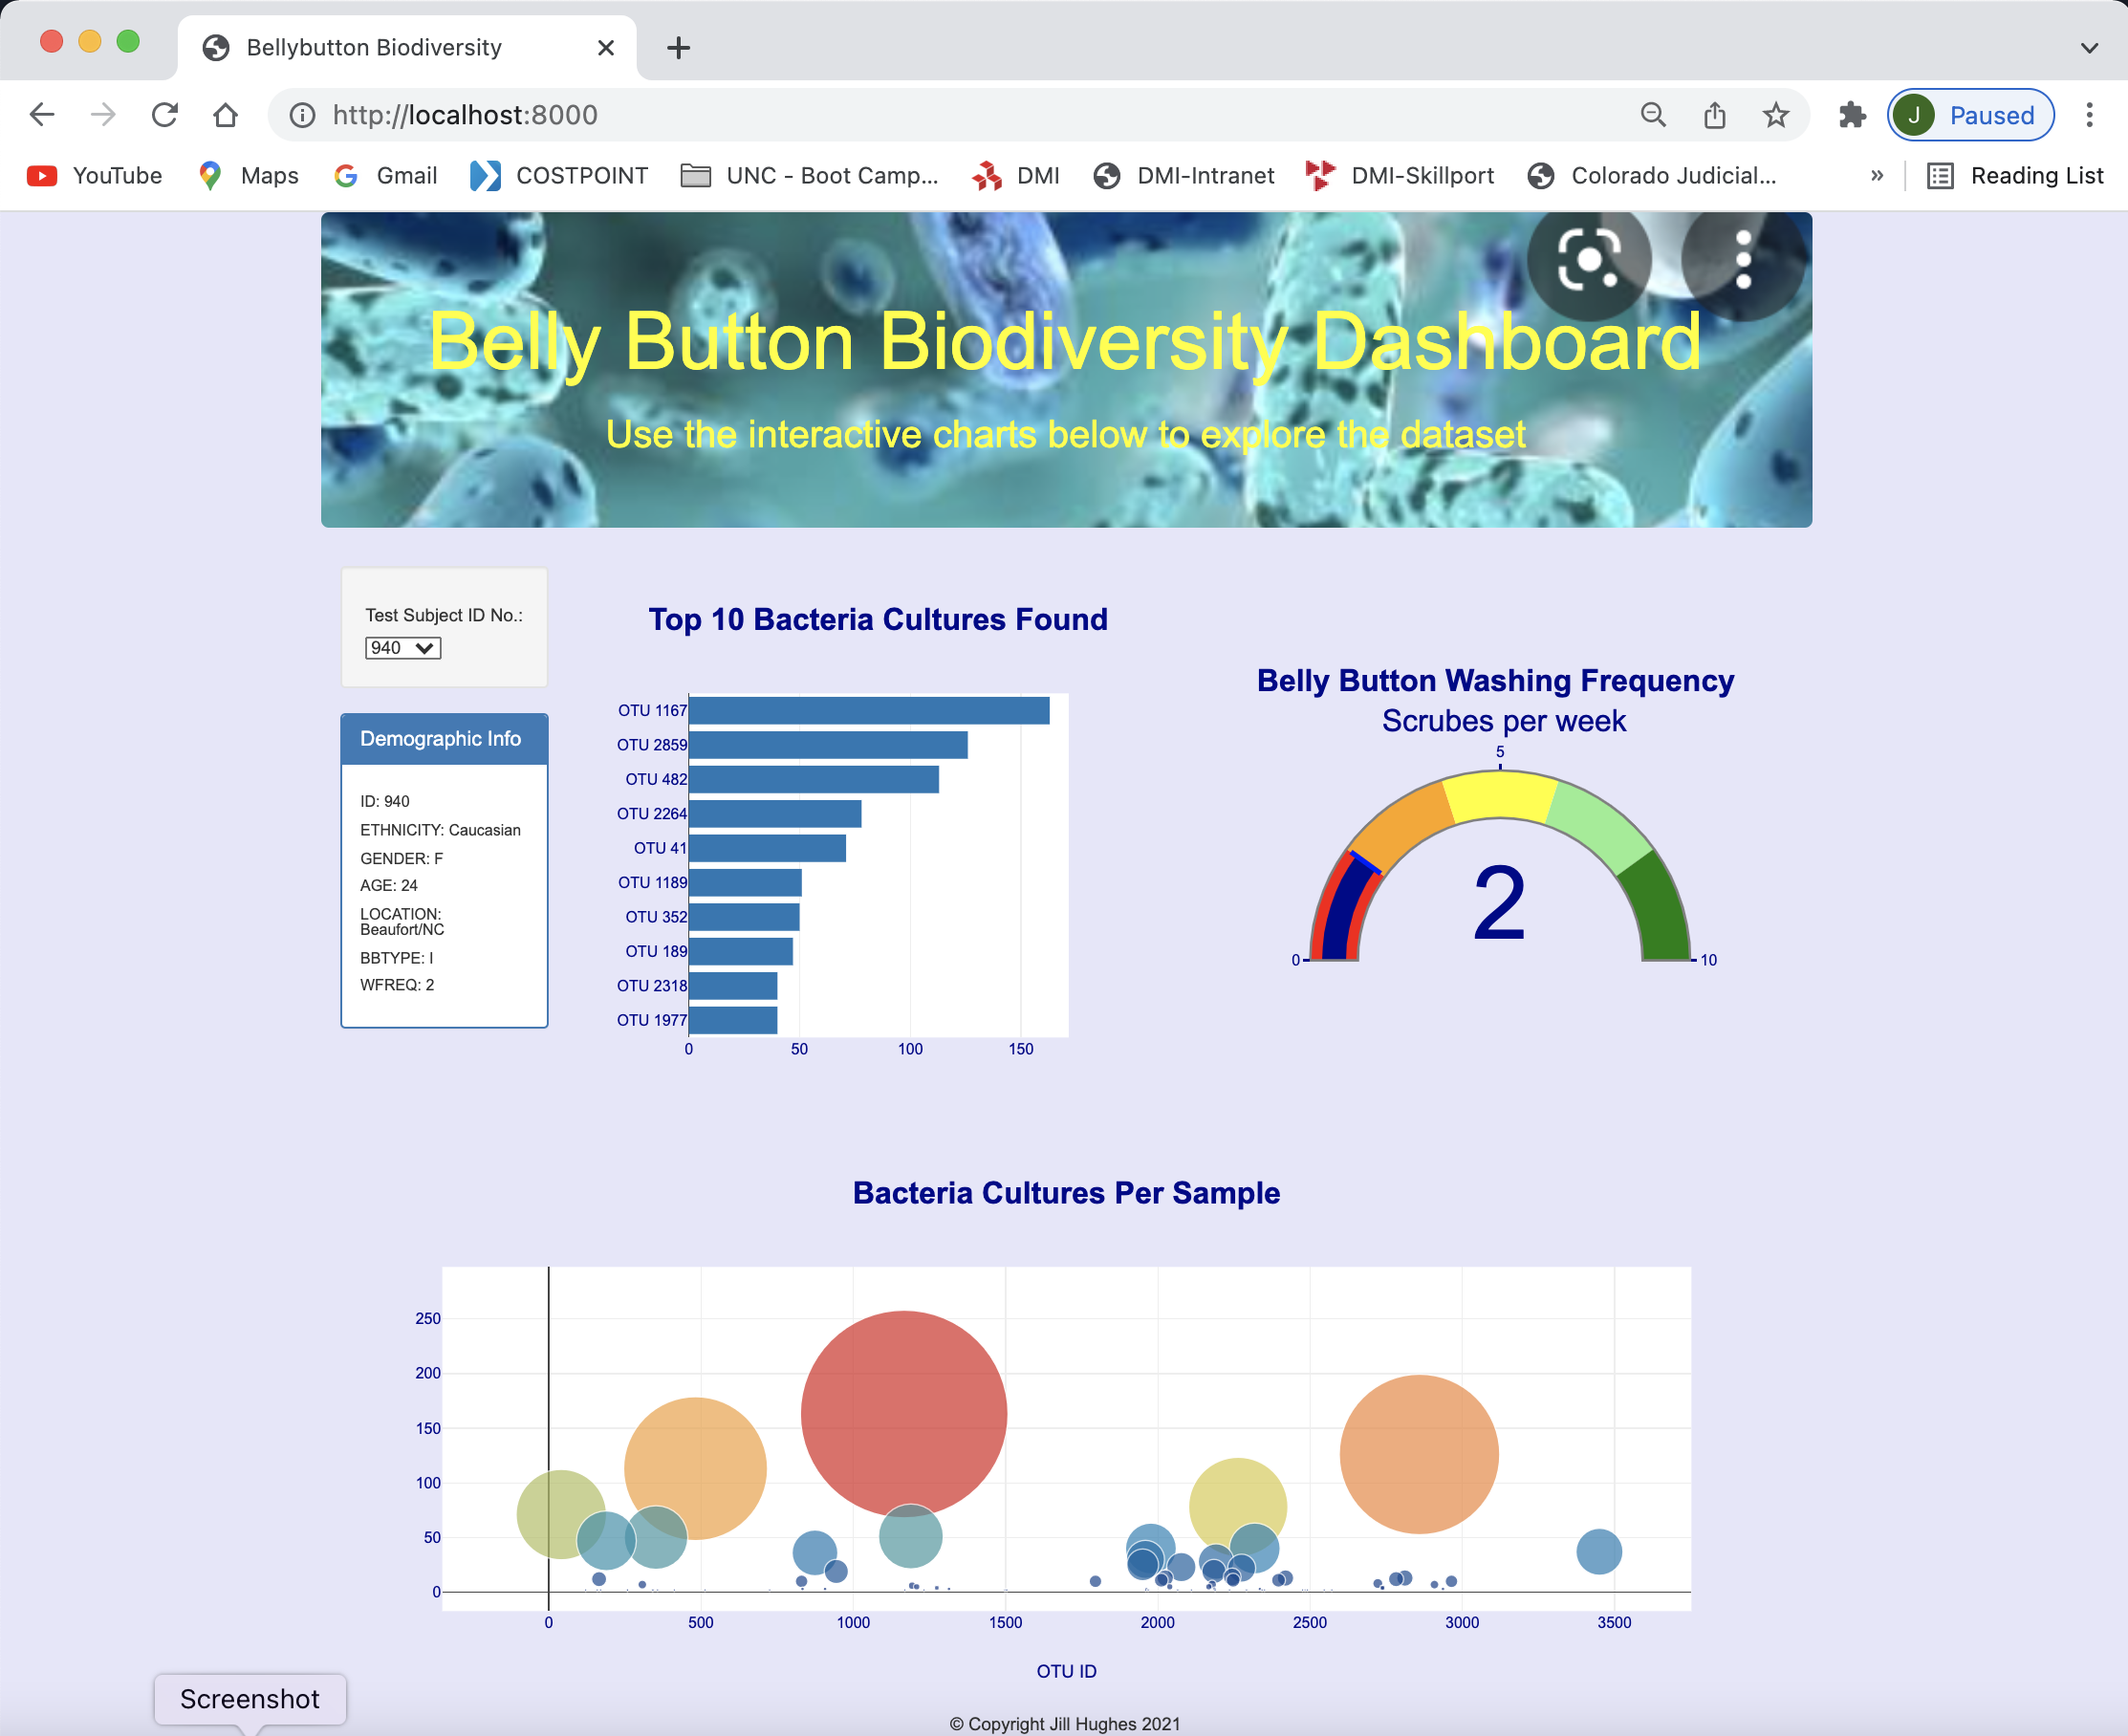 Bellybutton Biodiversity
http://localhost:8000
J Paused
YouTube Maps Gmail COSTPOINT UNC - Boot Camp... DMI DMI-Intranet DMI-Skillport Colorado Judicial... » Reading List
Belly Button Biodiversity Dashboard
Use the interactive charts below to explore the dataset
Test Subject ID No.:
940
Demographic Info
ID: 940
ETHNICITY: Caucasian
GENDER: F
AGE: 24
LOCATION:
Beaufort/NC
BBTYPE: I
WFREQ: 2
Top 10 Bacteria Cultures Found
OTU 1167
OTU 2859
OTU 482
OTU 2264
OTU 41
OTU 1189
OTU 352
OTU 189
OTU 2318
OTU 1977
0 50 100 150
Belly Button Washing Frequency
Scrubes per week
5
2
0 10
Bacteria Cultures Per Sample
250
200
150
100
50
0
0 500 1000 1500 2000 2500 3000 3500
OTU ID
Screenshot
© Copyright Jill Hughes 2021